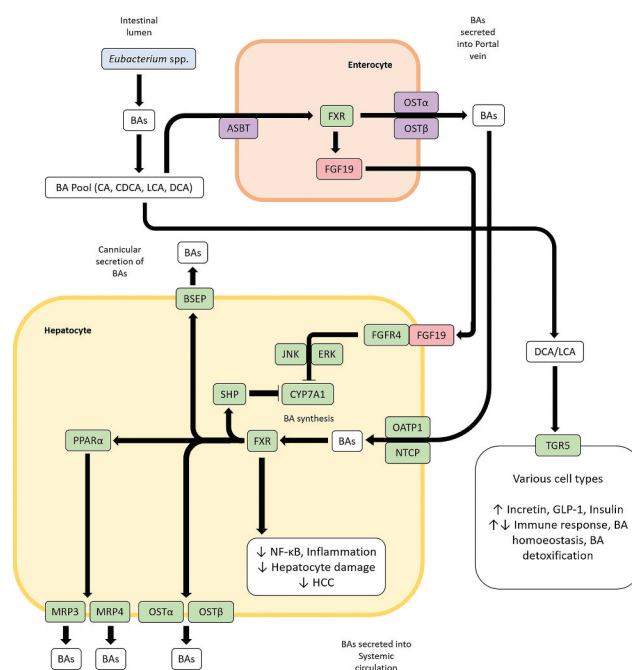 Intestinal
lumen
BAs
secreted
into Portal
vein
Eubacterium spp.
Enterocyte
BAs
ASBT
FXR
OSTα
OSTβ
BAs
FGF19
BA Pool (CA, CDCA, LCA, DCA)
Cannicular
secretion of
BAs
BAs
BSEP
Hepatocyte
FGFR4
FGF19
JNK
ERK
DCA/LCA
SHP
CYP7A1
BA synthesis
OATP1
NTCP
PPARα
FXR
BAs
TGR5
Various cell types
↑ Incretin, GLP-1, Insulin
↑↓ Immune response, BA
homoeostasis, BA
detoxification
↓ NF-κB, Inflammation
↓ Hepatocyte damage
↓ HCC
MRP3
MRP4
OSTα
OSTβ
BAs
BAs
BAs
BAs secreted into
Systemic
circulation